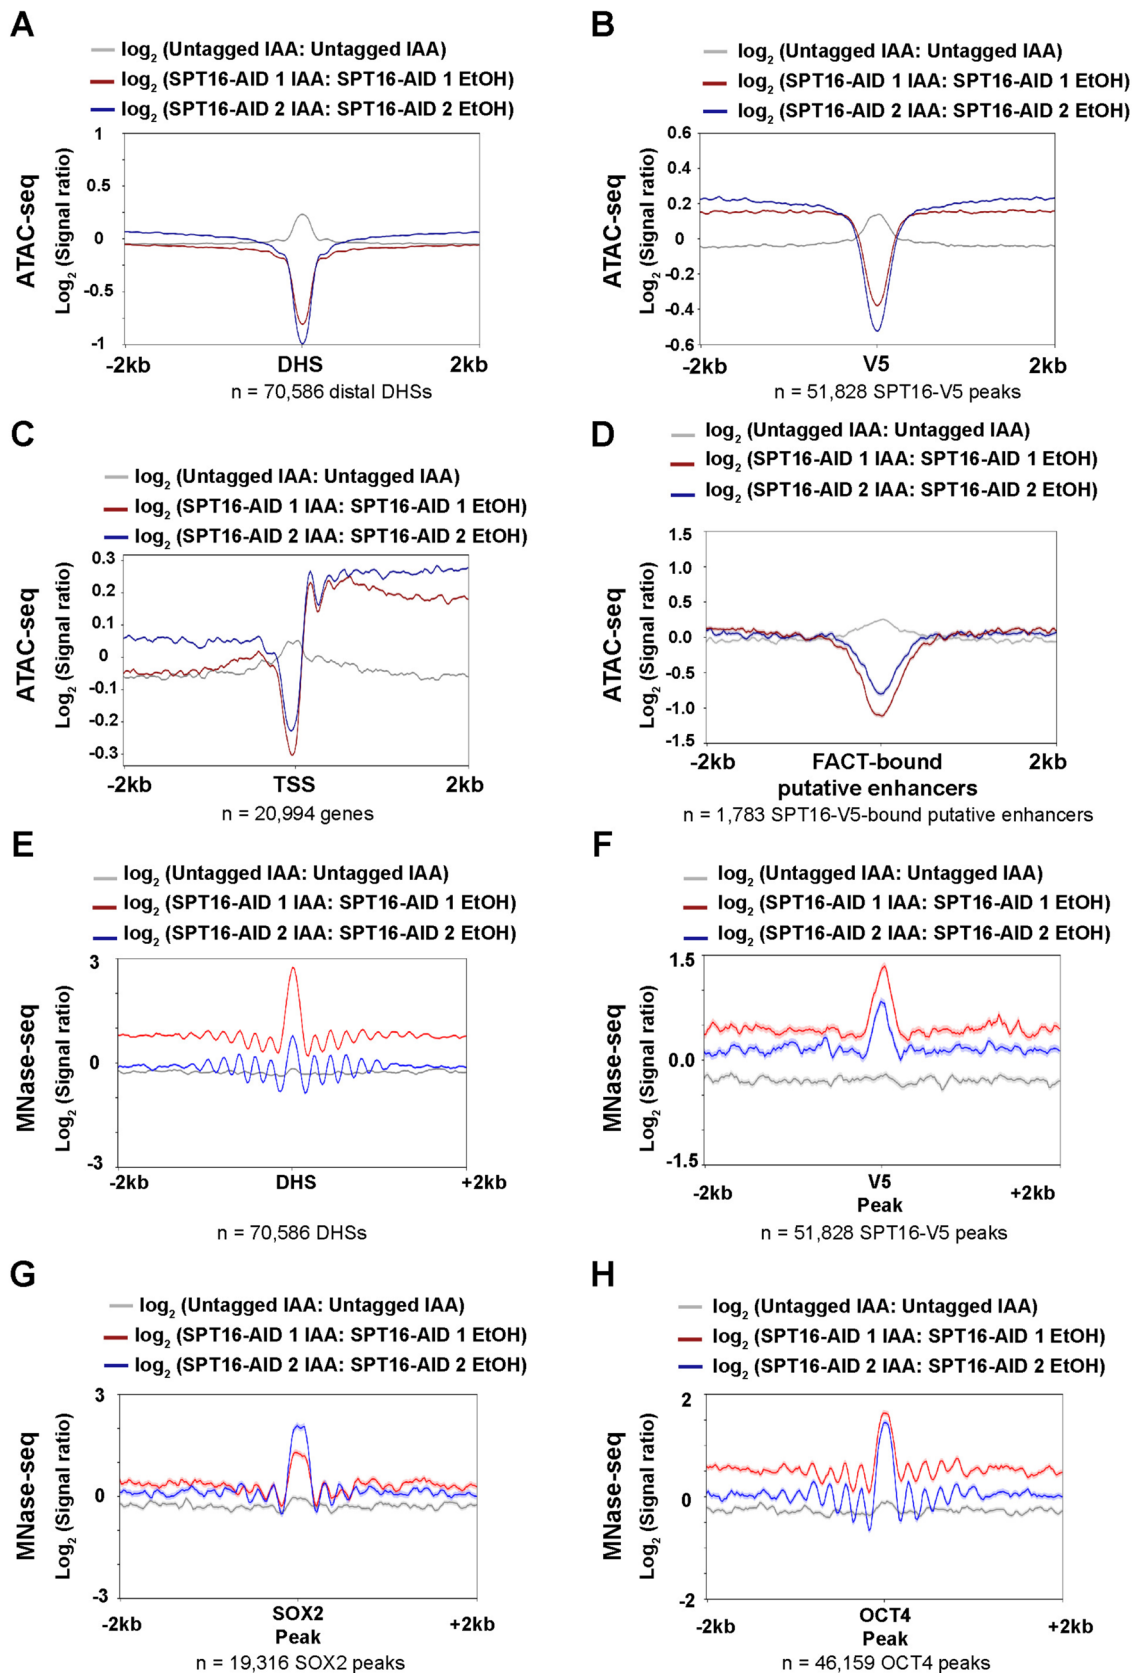 A
log2 (Untagged IAA: Untagged IAA)
log2 (SPT16-AID 1 IAA: SPT16-AID 1 EtOH)
log2 (SPT16-AID 2 IAA: SPT16-AID 2 EtOH)
ATAC-seq
Log2 (Signal ratio)
1
0.5
0
-0.5
-1
-2kb
DHS
2kb
n = 70,586 distal DHSs
B
log2 (Untagged IAA: Untagged IAA)
log2 (SPT16-AID 1 IAA: SPT16-AID 1 EtOH)
log2 (SPT16-AID 2 IAA: SPT16-AID 2 EtOH)
ATAC-seq
Log2 (Signal ratio)
0.6
0.4
0.2
0
-0.2
-0.4
-0.6
-2kb
V5
2kb
n = 51,828 SPT16-V5 peaks
C
log2 (Untagged IAA: Untagged IAA)
log2 (SPT16-AID 1 IAA: SPT16-AID 1 EtOH)
log2 (SPT16-AID 2 IAA: SPT16-AID 2 EtOH)
ATAC-seq
Log2 (Signal ratio)
0.3
0.2
0.1
0
-0.1
-0.2
-0.3
-2kb
TSS
2kb
n = 20,994 genes
D
log2 (Untagged IAA: Untagged IAA)
log2 (SPT16-AID 1 IAA: SPT16-AID 1 EtOH)
log2 (SPT16-AID 2 IAA: SPT16-AID 2 EtOH)
ATAC-seq
Log2 (Signal ratio)
1.5
1.0
0.5
0.0
-0.5
-1.0
-1.5
-2kb
FACT-bound
putative enhancers
2kb
n = 1,783 SPT16-V5-bound putative enhancers
E
log2 (Untagged IAA: Untagged IAA)
log2 (SPT16-AID 1 IAA: SPT16-AID 1 EtOH)
log2 (SPT16-AID 2 IAA: SPT16-AID 2 EtOH)
MNase-seq
Log2 (Signal ratio)
3
0
-3
-2kb
DHS
+2kb
n = 70,586 DHSs
F
log2 (Untagged IAA: Untagged IAA)
log2 (SPT16-AID 1 IAA: SPT16-AID 1 EtOH)
log2 (SPT16-AID 2 IAA: SPT16-AID 2 EtOH)
MNase-seq
Log2 (Signal ratio)
1.5
0.0
-1.5
-2kb
V5
Peak
+2kb
n = 51,828 SPT16-V5 peaks
G
log2 (Untagged IAA: Untagged IAA)
log2 (SPT16-AID 1 IAA: SPT16-AID 1 EtOH)
log2 (SPT16-AID 2 IAA: SPT16-AID 2 EtOH)
MNase-seq
Log2 (Signal ratio)
3
0
-3
-2kb
SOX2
Peak
+2kb
n = 19,316 SOX2 peaks
H
log2 (Untagged IAA: Untagged IAA)
log2 (SPT16-AID 1 IAA: SPT16-AID 1 EtOH)
log2 (SPT16-AID 2 IAA: SPT16-AID 2 EtOH)
MNase-seq
Log2 (Signal ratio)
2
0
-2
-2kb
OCT4
Peak
+2kb
n = 46,159 OCT4 peaks